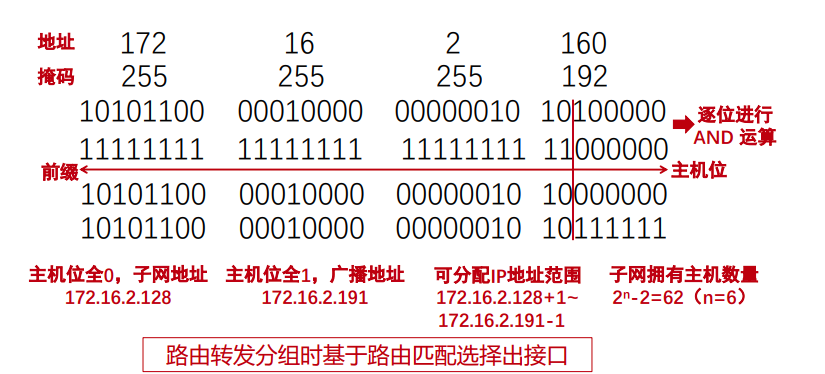 地址 172 16 2 160
掩码 255 255 255 192
10101100 00010000 00000010 10100000
逐位进行
AND 运算
11111111 11111111 11111111 11000000
前缀 主机位
10101100 00010000 00000010 10000000
10101100 00010000 00000010 10111111
主机位全0，子网地址
172.16.2.128
主机位全1，广播地址
172.16.2.191
可分配IP地址范围
172.16.2.128+1~
172.16.2.191-1
子网拥有主机数量
2ⁿ-2=62（n=6）
路由转发分组时基于路由匹配选择出接口